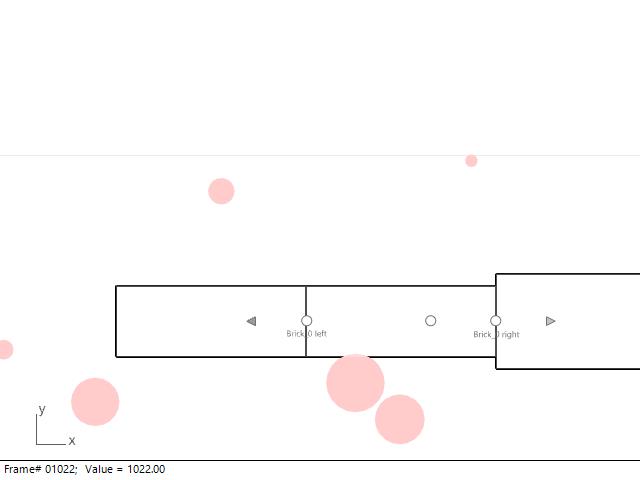 Brick_0 left
Brick_0 right
y
x
Frame# 01022;  Value = 1022.00